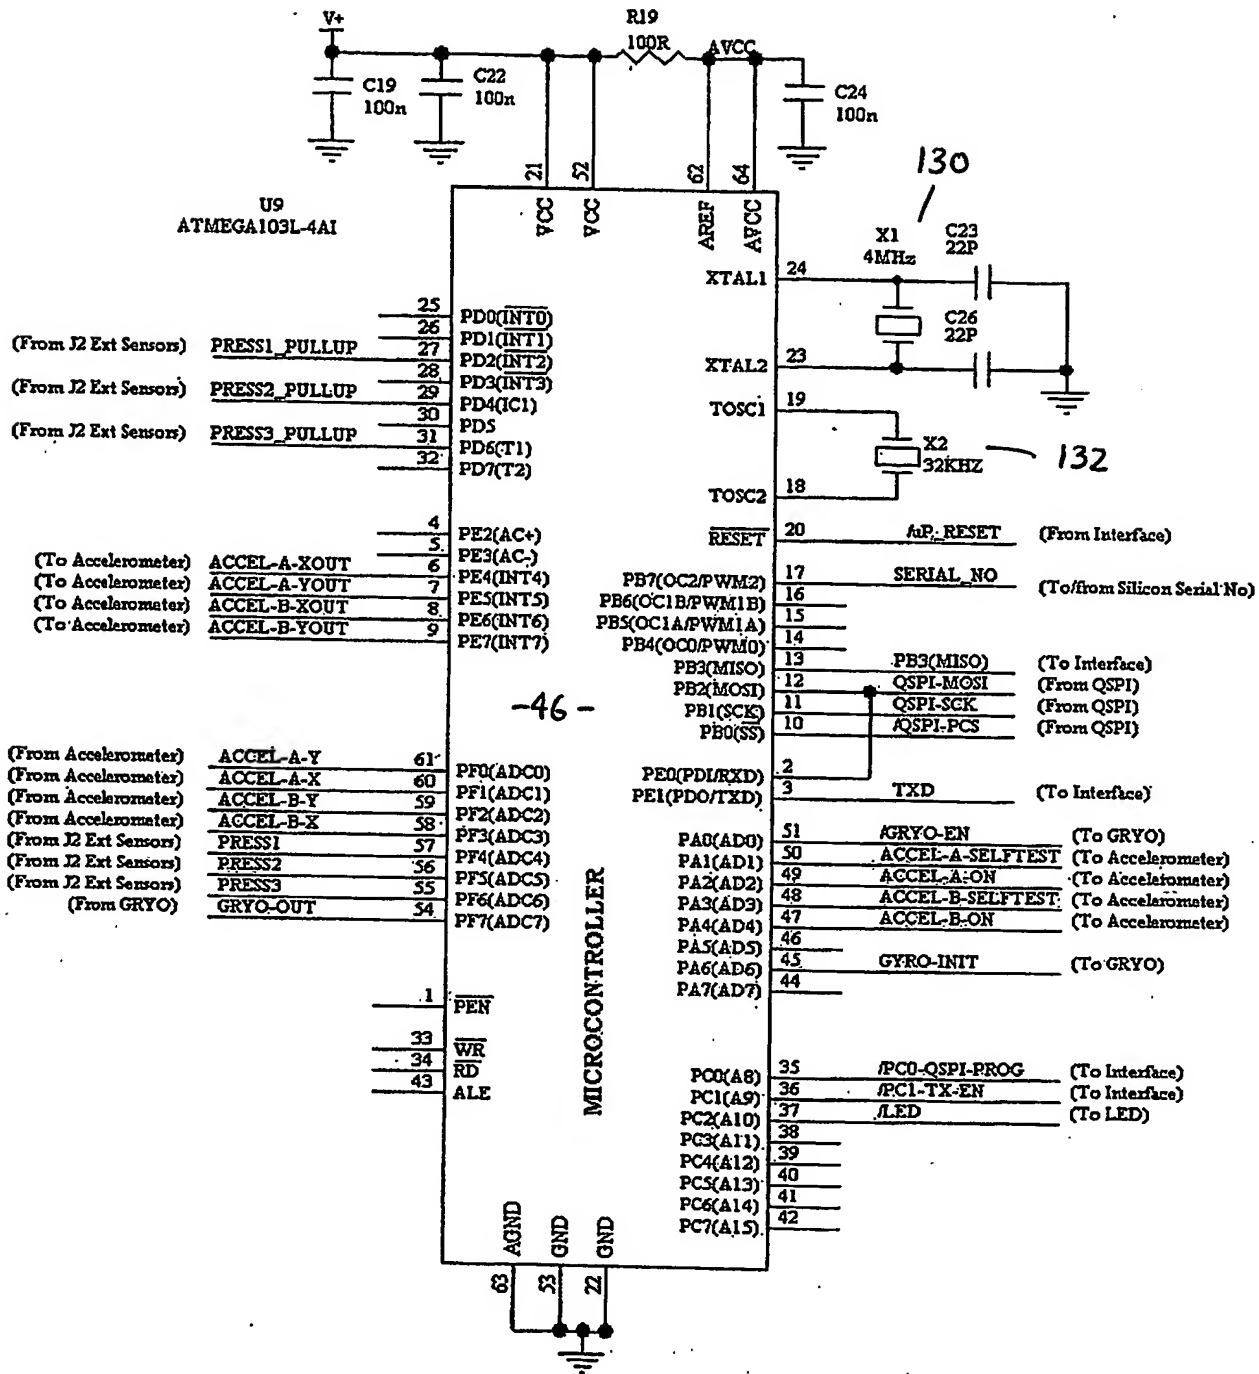 V+
R19
100R
AVCC
C19
100n
C22
100n
C24
100n
21
52
62
64
VCC
VCC
AREF
AVCC
U9
ATMEGA103L-4AI
130
X1
4MHz
C23
22P
XTAL1 24
C26
22P
XTAL2 23
TOSC1 19
X2
32KHZ
132
TOSC2 18
25 PD0(INT0)
26 PD1(INT1)
(From J2 Ext Sensors) PRESS1_PULLUP 27 PD2(INT2)
28 PD3(INT3)
(From J2 Ext Sensors) PRESS2_PULLUP 29 PD4(IC1)
30 PD5
(From J2 Ext Sensors) PRESS3_PULLUP 31 PD6(T1)
32 PD7(T2)
4 PE2(AC+)
5 PE3(AC-)
(To Accelerometer) ACCEL-A-XOUT 6 PE4(INT4)
(To Accelerometer) ACCEL-A-YOUT 7 PE5(INT5)
(To Accelerometer) ACCEL-B-XOUT 8 PE6(INT6)
(To Accelerometer) ACCEL-B-YOUT 9 PE7(INT7)
RESET 20 /uP_RESET (From Interface)
PB7(OC2/PWM2) 17 SERIAL_NO (To/from Silicon Serial No)
PB6(OC1B/PWM1B) 16
PB5(OC1A/PWM1A) 15
PB4(OC0/PWM0) 14
PB3(MISO) 13 PB3(MISO) (To Interface)
PB2(MOSI) 12 QSPI-MOSI (From QSPI)
PB1(SCK) 11 QSPI-SCK (From QSPI)
PB0(SS) 10 /QSPI-PCS (From QSPI)
-46-
(From Accelerometer) ACCEL-A-Y 61 PF0(ADC0)
(From Accelerometer) ACCEL-A-X 60 PF1(ADC1)
(From Accelerometer) ACCEL-B-Y 59 PF2(ADC2)
(From Accelerometer) ACCEL-B-X 58 PF3(ADC3)
(From J2 Ext Sensors) PRESS1 57 PF4(ADC4)
(From J2 Ext Sensors) PRESS2 56 PF5(ADC5)
(From J2 Ext Sensors) PRESS3 55 PF6(ADC6)
(From GRYO) GRYO-OUT 54 PF7(ADC7)
PE0(PDI/RXD) 2
PE1(PDO/TXD) 3 TXD (To Interface)
PA0(AD0) 51 /GRYO-EN (To GRYO)
PA1(AD1) 50 ACCEL-A-SELFTEST (To Accelerometer)
PA2(AD2) 49 ACCEL-A-ON (To Accelerometer)
PA3(AD3) 48 ACCEL-B-SELFTEST (To Accelerometer)
PA4(AD4) 47 ACCEL-B-ON (To Accelerometer)
PA5(AD5) 46
PA6(AD6) 45 GYRO-INIT (To GRYO)
PA7(AD7) 44
1 PEN
33 WR
34 RD
43 ALE
MICROCONTROLLER
PC0(A8) 35 /PC0-QSPI-PROG (To Interface)
PC1(A9) 36 /PC1-TX-EN (To Interface)
PC2(A10) 37 /LED (To LED)
PC3(A11) 38
PC4(A12) 39
PC5(A13) 40
PC6(A14) 41
PC7(A15) 42
AGND
GND
GND
63
53
22